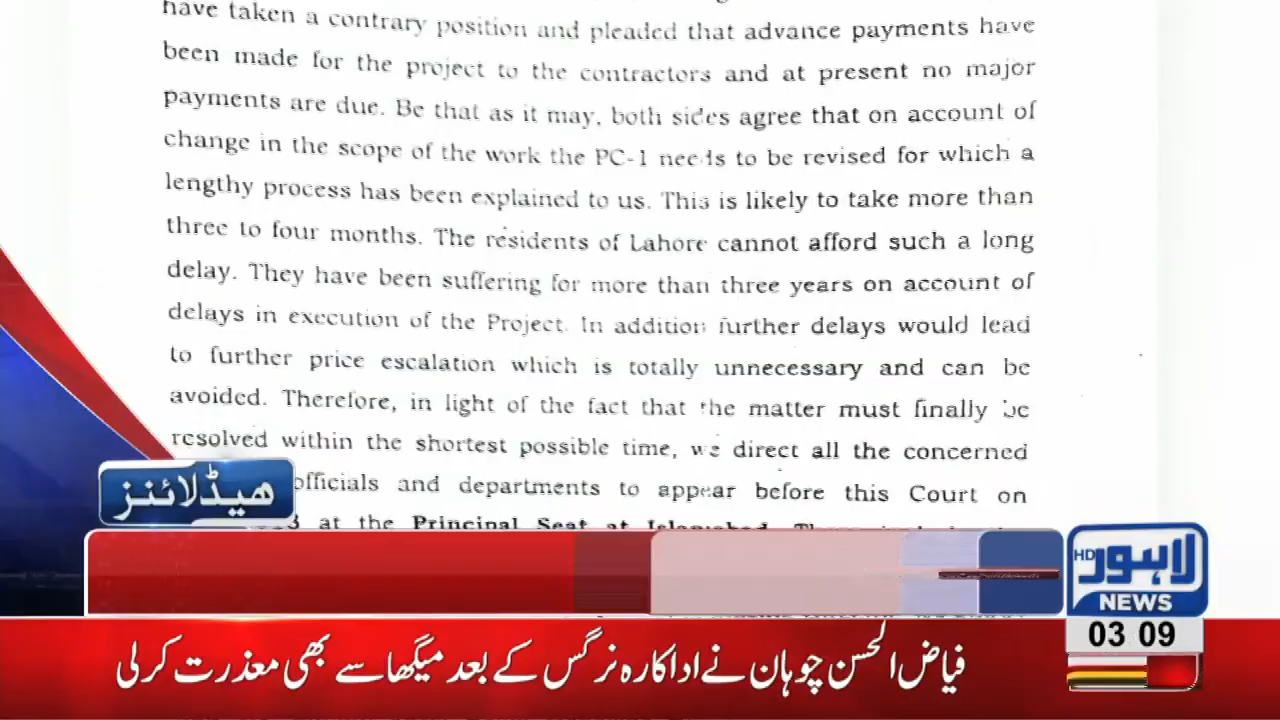 have taken a contrary position and pleaded that advance payments have
been made for the project to the contractors and at present no major
payments are due. Be that as it may, both sides agree that on account of
change in the scope of the work the PC-1 needs to be revised for which a
lengthy process has been explained to us. This is likely to take more than
three to four months. The residents of Lahore cannot afford such a long
delay. They have been suffering for more than three years on account of
delays in execution of the Project. In addition further delays would lead
to further price escalation which is totally unnecessary and can be
avoided. Therefore, in light of the fact that the matter must finally be
resolved within the shortest possible time, we direct all the concerned
officials and departments to appear before this Court on
at the Principal Seat at Islamabad.
ہیڈلائنز
HD لاہور
NEWS
03 09
فیاض الحسن چوہان نے اداکارہ نرگس کے بعد میگھا سے بھی معذرت کرلی